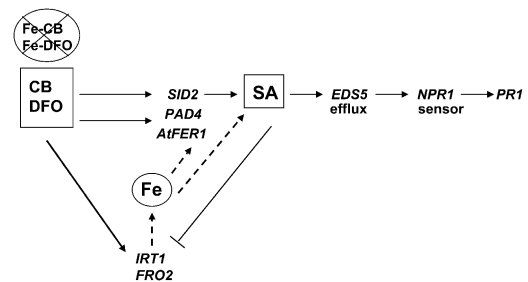 Fe-CB
Fe-DFO
CB
DFO
SID2
PAD4
AtFER1
SA
EDS5
efflux
NPR1
sensor
PR1
Fe
IRT1
FRO2